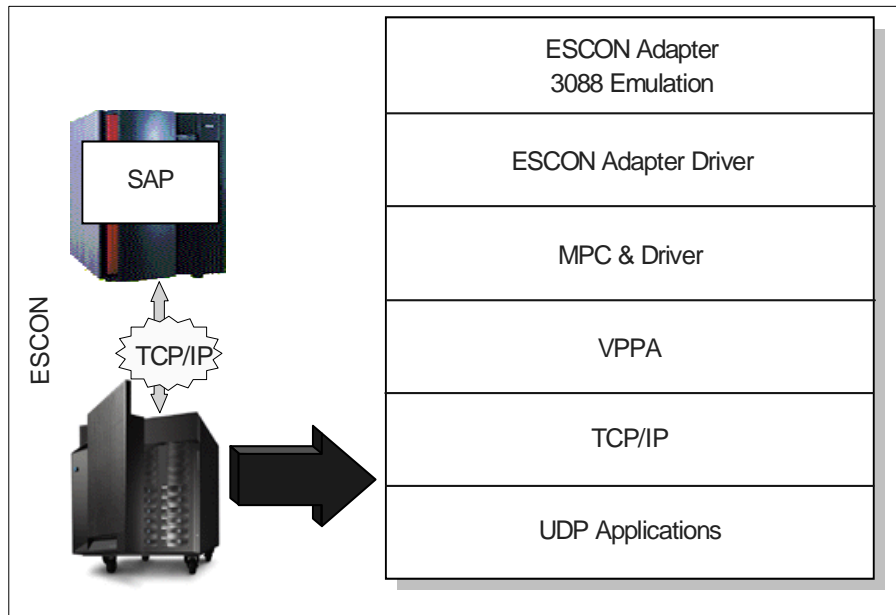 SAP
ESCON
TCP/IP
ESCON Adapter
3088 Emulation
ESCON Adapter Driver
MPC & Driver
VPPA
TCP/IP
UDP Applications